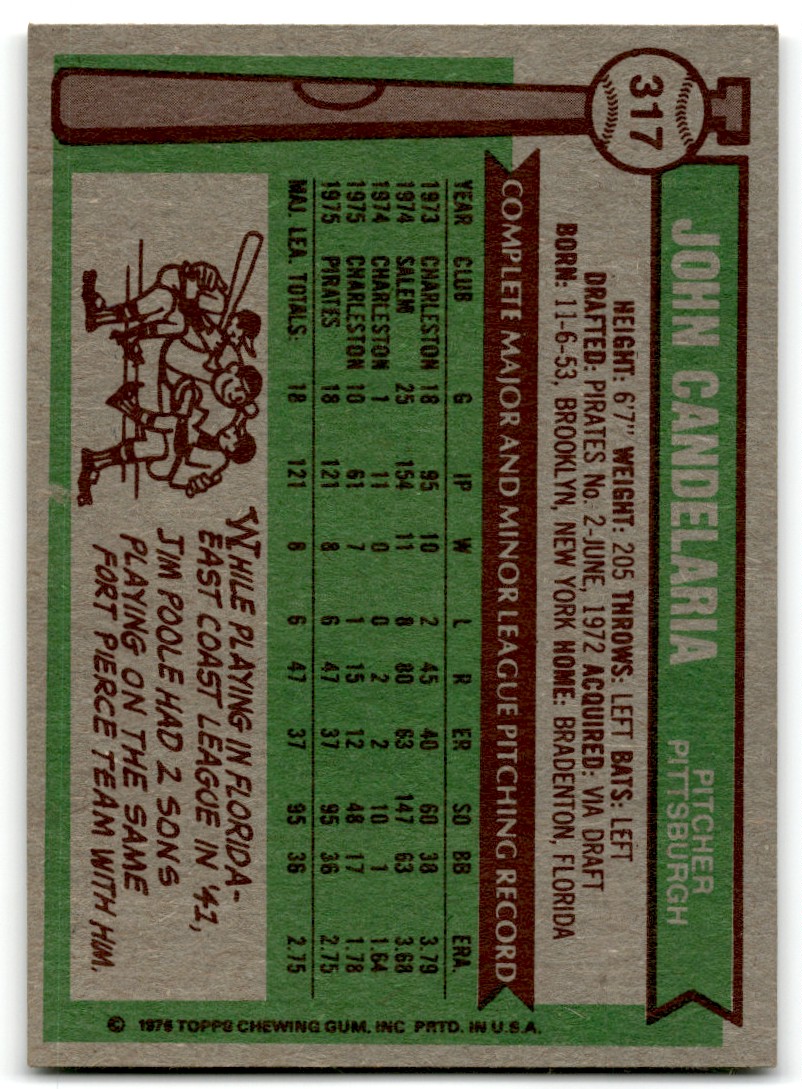 317
JOHN CANDELARIA
PITCHER
PITTSBURGH
HEIGHT: 6'7" WEIGHT: 205 THROWS: LEFT BATS: LEFT
DRAFTED: PIRATES No. 2-JUNE, 1972 ACQUIRED: VIA DRAFT
BORN: 11-6-53, BROOKLYN, NEW YORK HOME: BRADENTON, FLORIDA
COMPLETE MAJOR AND MINOR LEAGUE PITCHING RECORD
YEAR CLUB G IP W L R ER SO BB ERA.
1973 CHARLESTON 18 95 10 2 45 40 60 38 3.79
1974 SALEM 25 154 11 8 80 63 147 63 3.68
1974 CHARLESTON 1 11 0 0 2 2 10 1 1.64
1975 CHARLESTON 10 61 7 1 15 12 48 17 1.78
1975 PIRATES 18 121 8 6 47 37 95 36 2.75
MAJ. LEA. TOTALS: 18 121 8 6 47 37 95 36 2.75
WHILE PLAYING IN FLORIDA-
EAST COAST LEAGUE IN '41,
JIM POOLE HAD 2 SONS
PLAYING ON THE SAME
FORT PIERCE TEAM WITH HIM.
© 1976 TOPPS CHEWING GUM, INC PRTD. IN U.S.A.